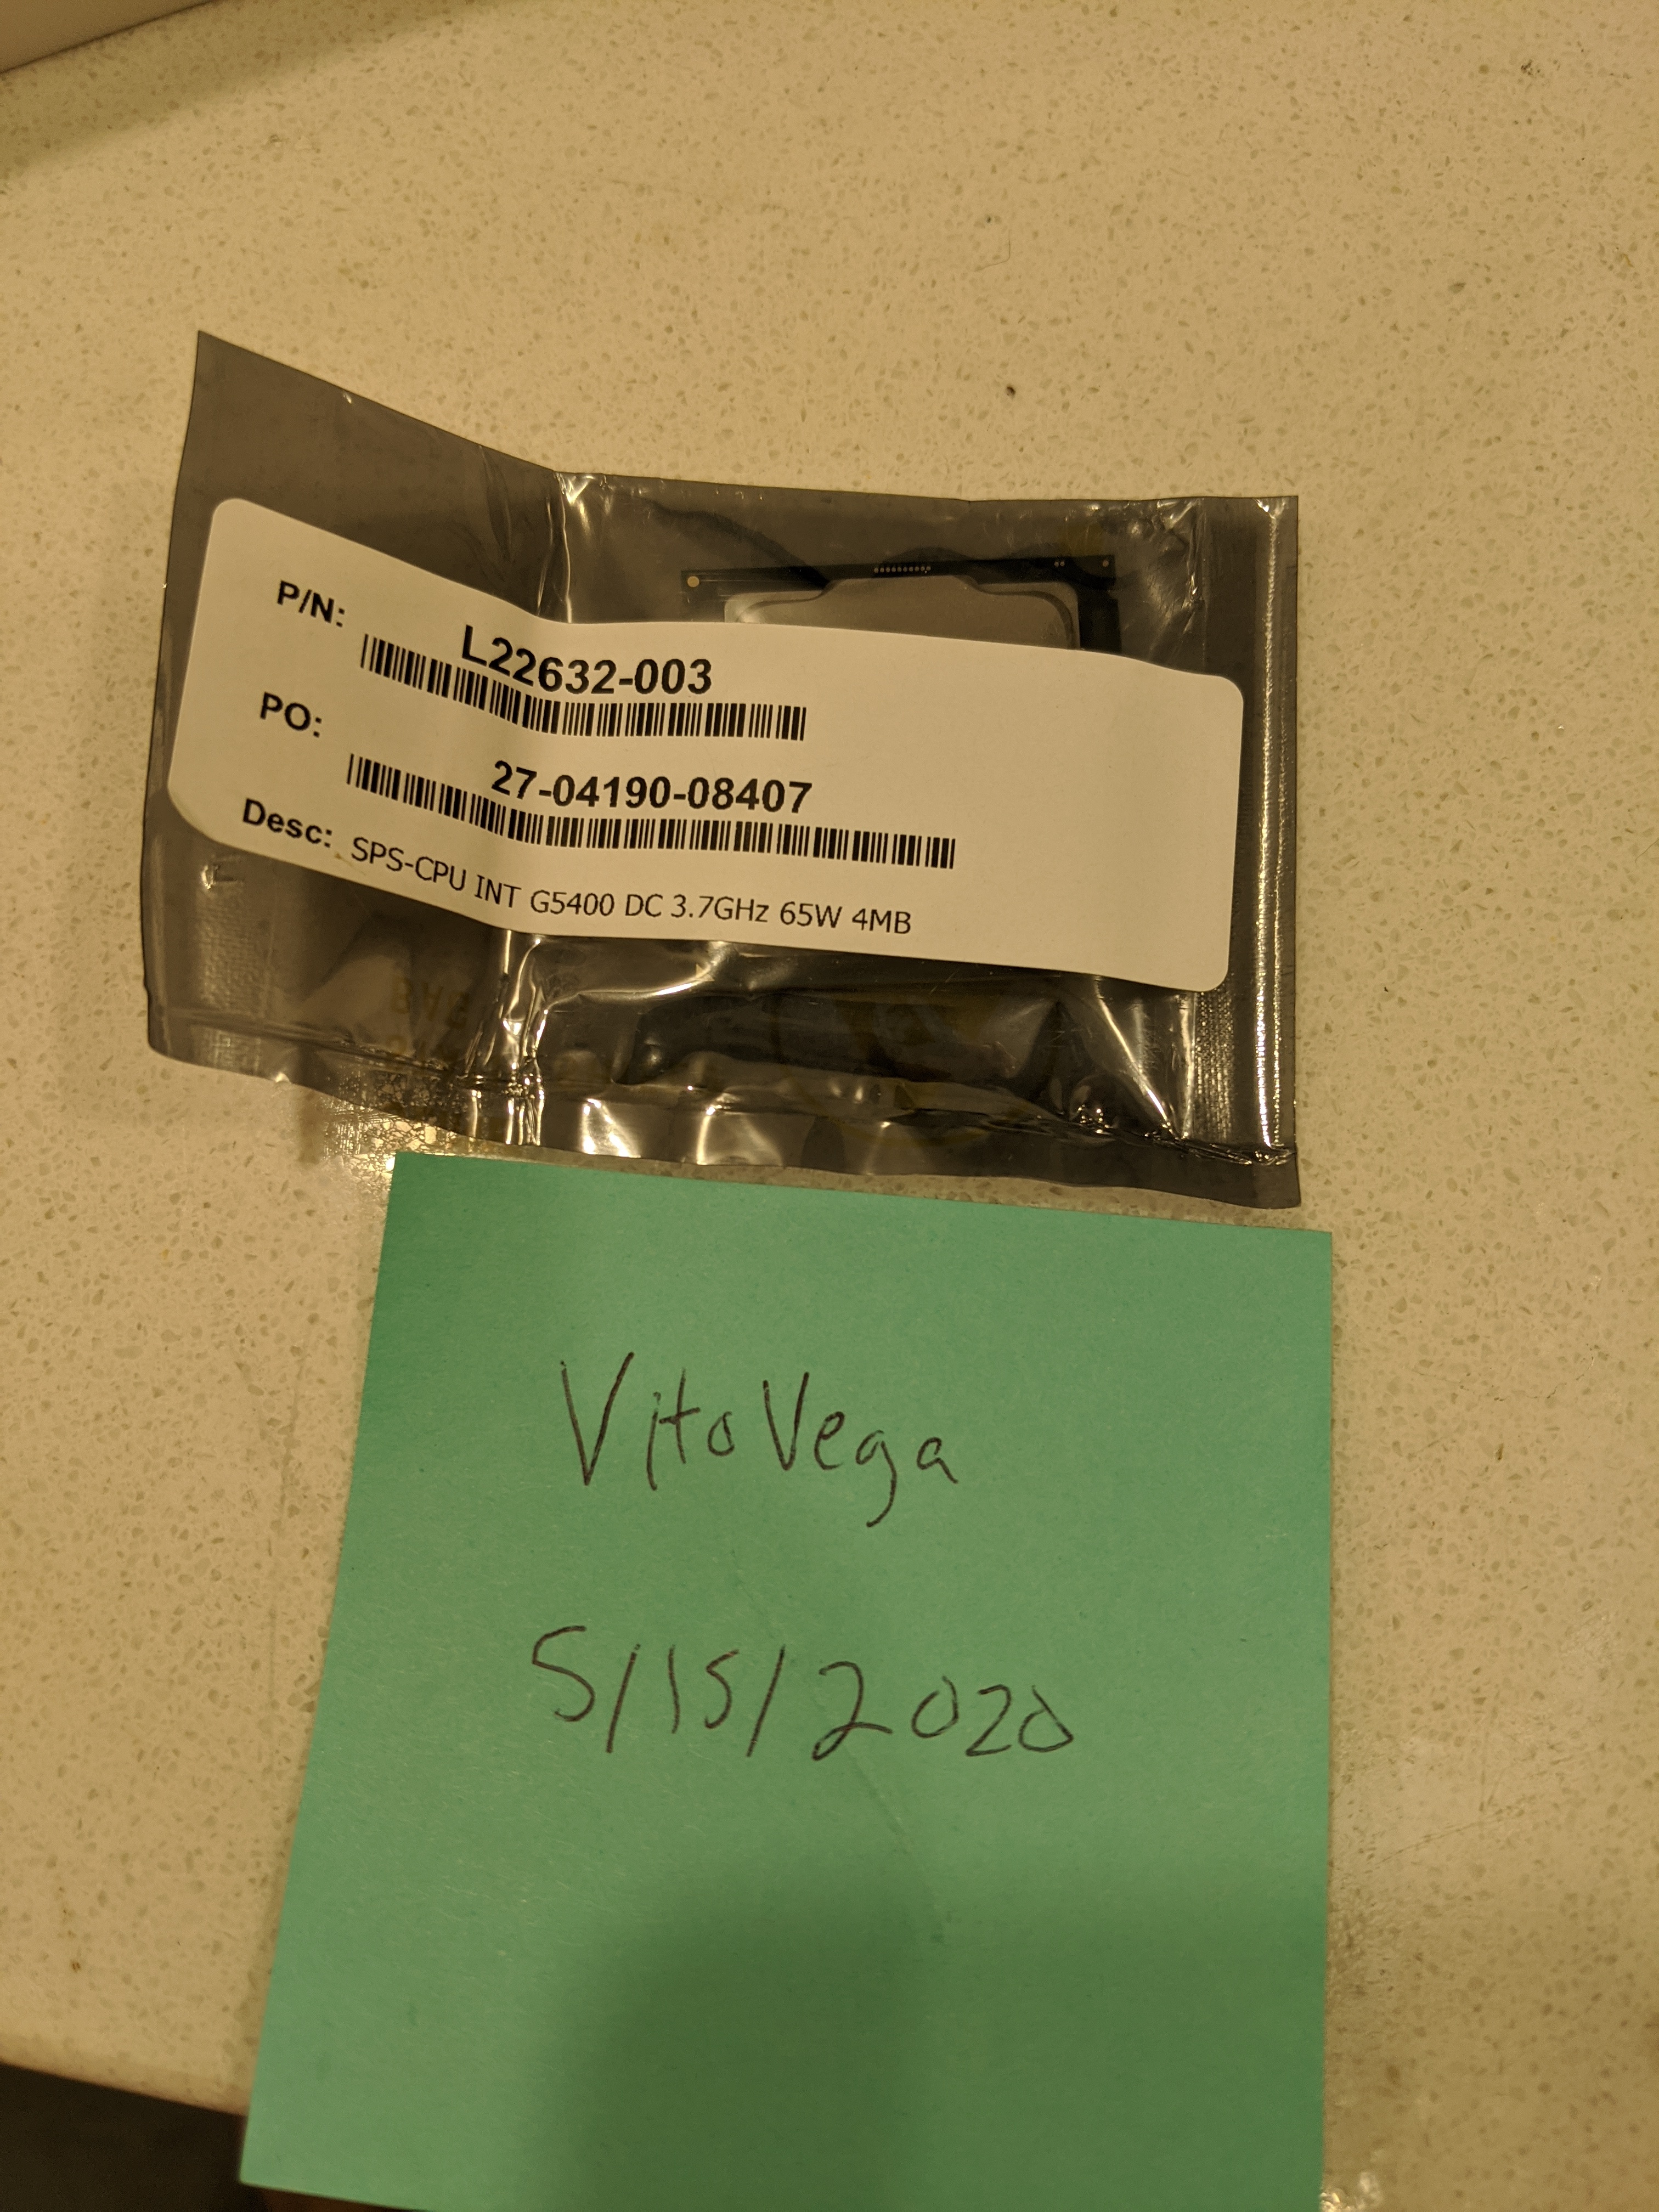 P/N:
L22632-003
PO:
27-04190-08407
Desc: SPS-CPU INT G5400 DC 3.7GHz 65W 4MB
VitoVega
5/15/2020